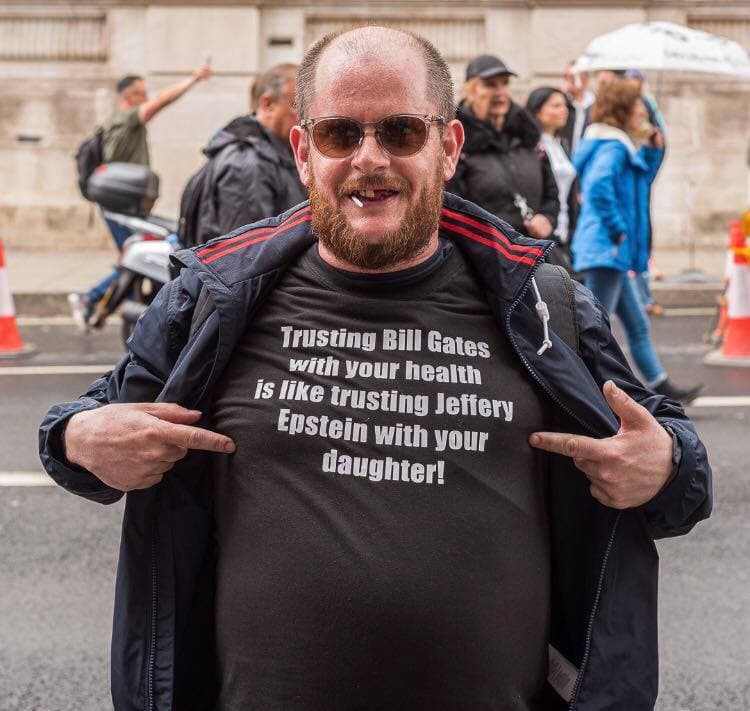 Trusting Bill Gates
with your health
is like trusting Jeffery
Epstein with your
daughter!